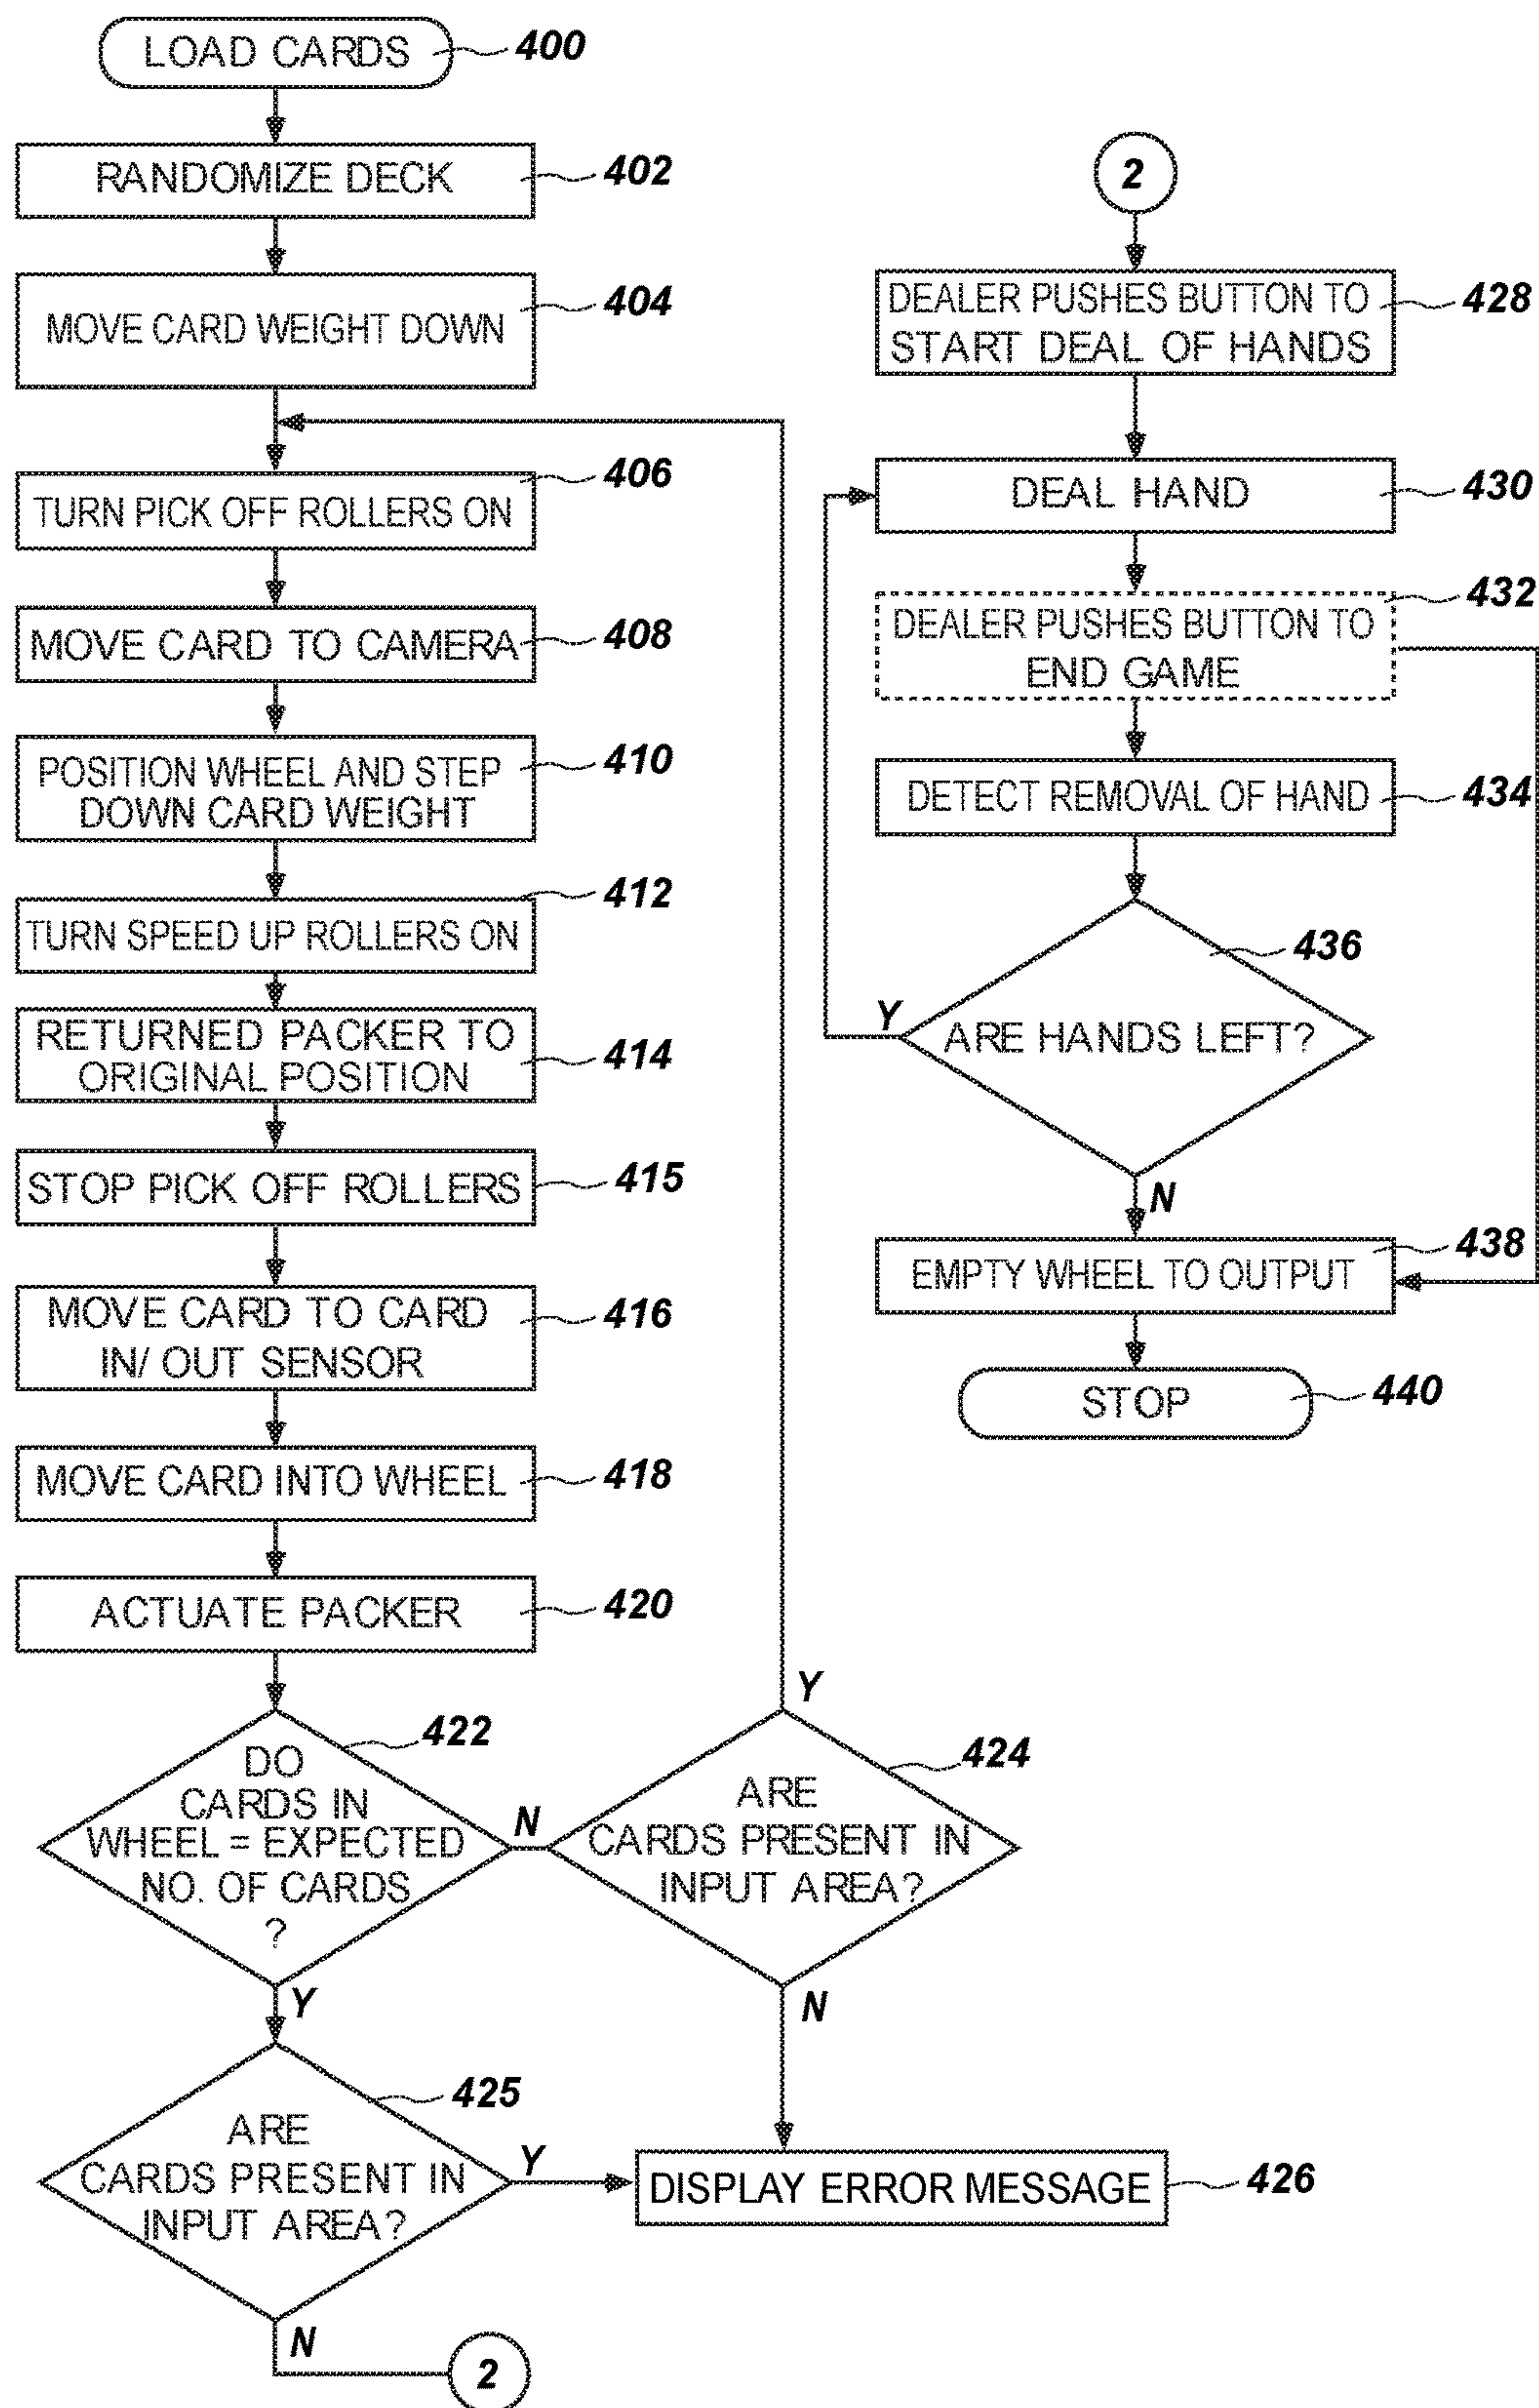 LOAD CARDS 400
RANDOMIZE DECK 402
MOVE CARD WEIGHT DOWN 404
TURN PICK OFF ROLLERS ON 406
MOVE CARD TO CAMERA 408
POSITION WHEEL AND STEP 410
DOWN CARD WEIGHT
TURN SPEED UP ROLLERS ON 412
RETURNED PACKER TO 414
ORIGINAL POSITION
STOP PICK OFF ROLLERS 415
MOVE CARD TO CARD 416
IN/ OUT SENSOR
MOVE CARD INTO WHEEL 418
ACTUATE PACKER 420
DO 422
CARDS IN
WHEEL = EXPECTED
NO. OF CARDS
?
N
Y
ARE 424
CARDS PRESENT IN
INPUT AREA?
Y
N
ARE 425
CARDS PRESENT IN
INPUT AREA?
Y
N
DISPLAY ERROR MESSAGE 426
2
2
DEALER PUSHES BUTTON TO 428
START DEAL OF HANDS
DEAL HAND 430
DEALER PUSHES BUTTON TO 432
END GAME
DETECT REMOVAL OF HAND 434
ARE HANDS LEFT? 436
Y
N
EMPTY WHEEL TO OUTPUT 438
STOP 440